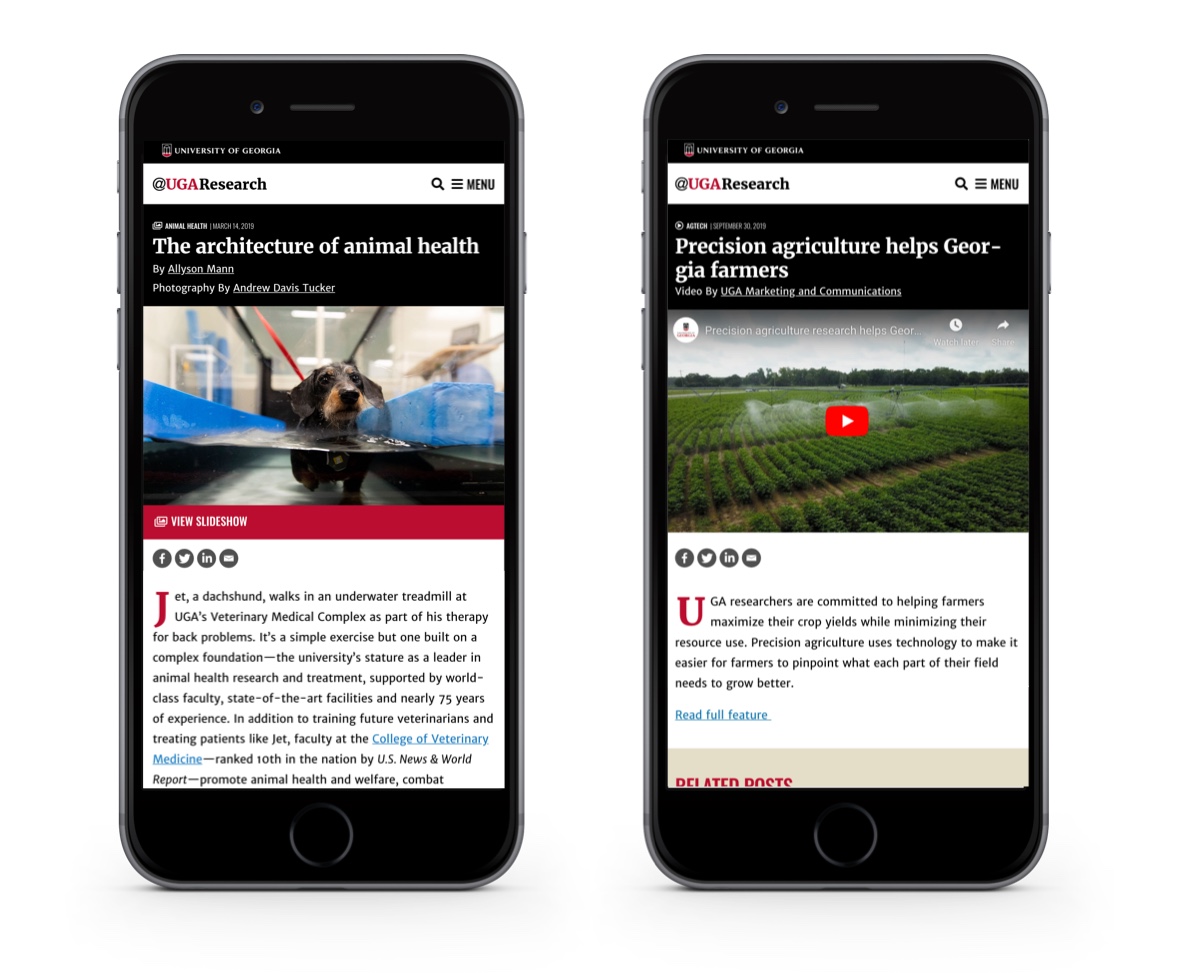 UNIVERSITY OF GEORGIA
@UGAResearch
MENU
ANIMAL HEALTH | MARCH 14, 2019
The architecture of animal health
By Allyson Mann
Photography By Andrew Davis Tucker
VIEW SLIDESHOW
Jet, a dachshund, walks in an underwater treadmill at
UGA’s Veterinary Medical Complex as part of his therapy
for back problems. It’s a simple exercise but one built on a
complex foundation—the university’s stature as a leader in
animal health research and treatment, supported by world-
class faculty, state-of-the-art facilities and nearly 75 years
of experience. In addition to training future veterinarians and
treating patients like Jet, faculty at the College of Veterinary
Medicine—ranked 10th in the nation by U.S. News & World
Report—promote animal health and welfare, combat
UNIVERSITY OF GEORGIA
@UGAResearch
MENU
AGTECH | SEPTEMBER 30, 2019
Precision agriculture helps Geor-
gia farmers
Video By UGA Marketing and Communications
Precision agriculture research helps Geor...
Watch later
Share
UGA researchers are committed to helping farmers
maximize their crop yields while minimizing their
resource use. Precision agriculture uses technology to make it
easier for farmers to pinpoint what each part of their field
needs to grow better.
Read full feature
RELATED POSTS